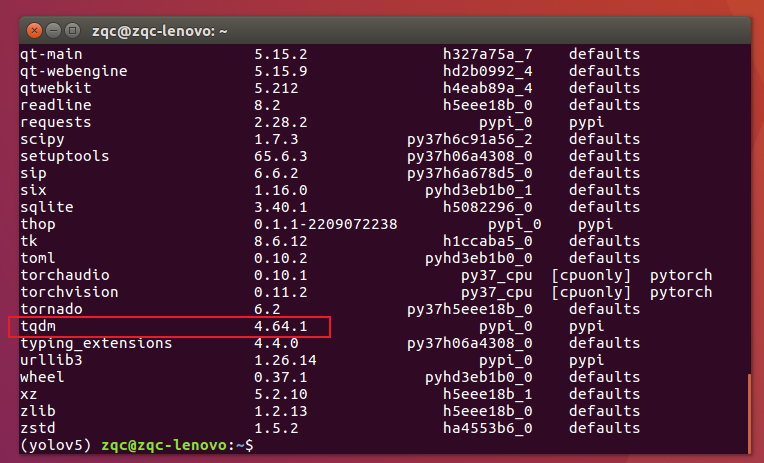 zqc@zqc-lenovo: ~
qt-main 5.15.2 h327a75a_7 defaults
qt-webengine 5.15.9 hd2b0992_4 defaults
qtwebkit 5.212 h4eab89a_4 defaults
readline 8.2 h5eee18b_0 defaults
requests 2.28.2 pypi_0 pypi
scipy 1.7.3 py37h6c91a56_2 defaults
setuptools 65.6.3 py37h06a4308_0 defaults
sip 6.6.2 py37h6a678d5_0 defaults
six 1.16.0 pyhd3eb1b0_1 defaults
sqlite 3.40.1 h5082296_0 defaults
thop 0.1.1-2209072238 pypi_0 pypi
tk 8.6.12 h1ccaba5_0 defaults
toml 0.10.2 pyhd3eb1b0_0 defaults
torchaudio 0.10.1 py37_cpu [cpuonly] pytorch
torchvision 0.11.2 py37_cpu [cpuonly] pytorch
tornado 6.2 py37h5eee18b_0 defaults
tqdm 4.64.1 pypi_0 pypi
typing_extensions 4.4.0 py37h06a4308_0 defaults
urllib3 1.26.14 pypi_0 pypi
wheel 0.37.1 pyhd3eb1b0_0 defaults
xz 5.2.10 h5eee18b_1 defaults
zlib 1.2.13 h5eee18b_0 defaults
zstd 1.5.2 ha4553b6_0 defaults
(yolov5) zqc@zqc-lenovo:~$